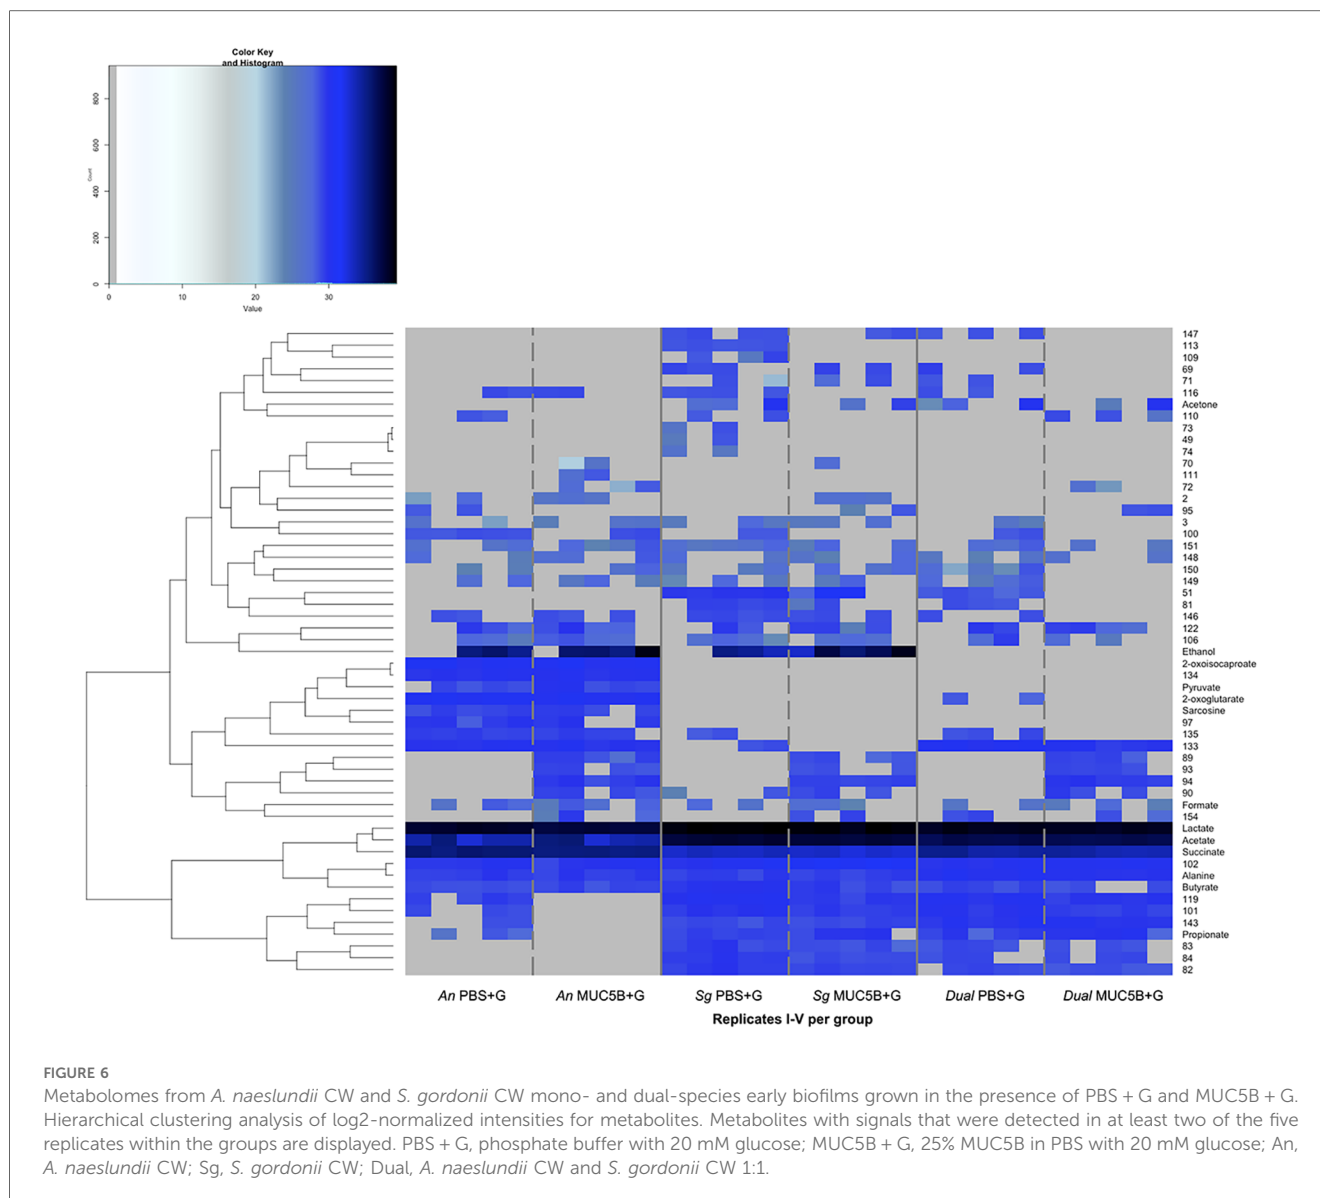 Color Key
and Histogram
800
600
400
200
0
Count
0 10 20 30
Value
147
113
109
69
71
116
Acetone
110
73
49
74
70
111
72
2
95
3
100
151
148
150
149
51
81
146
122
106
Ethanol
2-oxoisocaproate
134
Pyruvate
2-oxoglutarate
Sarcosine
97
135
133
89
93
94
90
Formate
154
Lactate
Acetate
Succinate
102
Alanine
Butyrate
119
101
143
Propionate
83
84
82
An PBS+G An MUC5B+G Sg PBS+G Sg MUC5B+G Dual PBS+G Dual MUC5B+G
Replicates I-V per group
FIGURE 6
Metabolomes from A. naeslundii CW and S. gordonii CW mono- and dual-species early biofilms grown in the presence of PBS + G and MUC5B + G.
Hierarchical clustering analysis of log2-normalized intensities for metabolites. Metabolites with signals that were detected in at least two of the five
replicates within the groups are displayed. PBS + G, phosphate buffer with 20 mM glucose; MUC5B + G, 25% MUC5B in PBS with 20 mM glucose; An,
A. naeslundii CW; Sg, S. gordonii CW; Dual, A. naeslundii CW and S. gordonii CW 1:1.